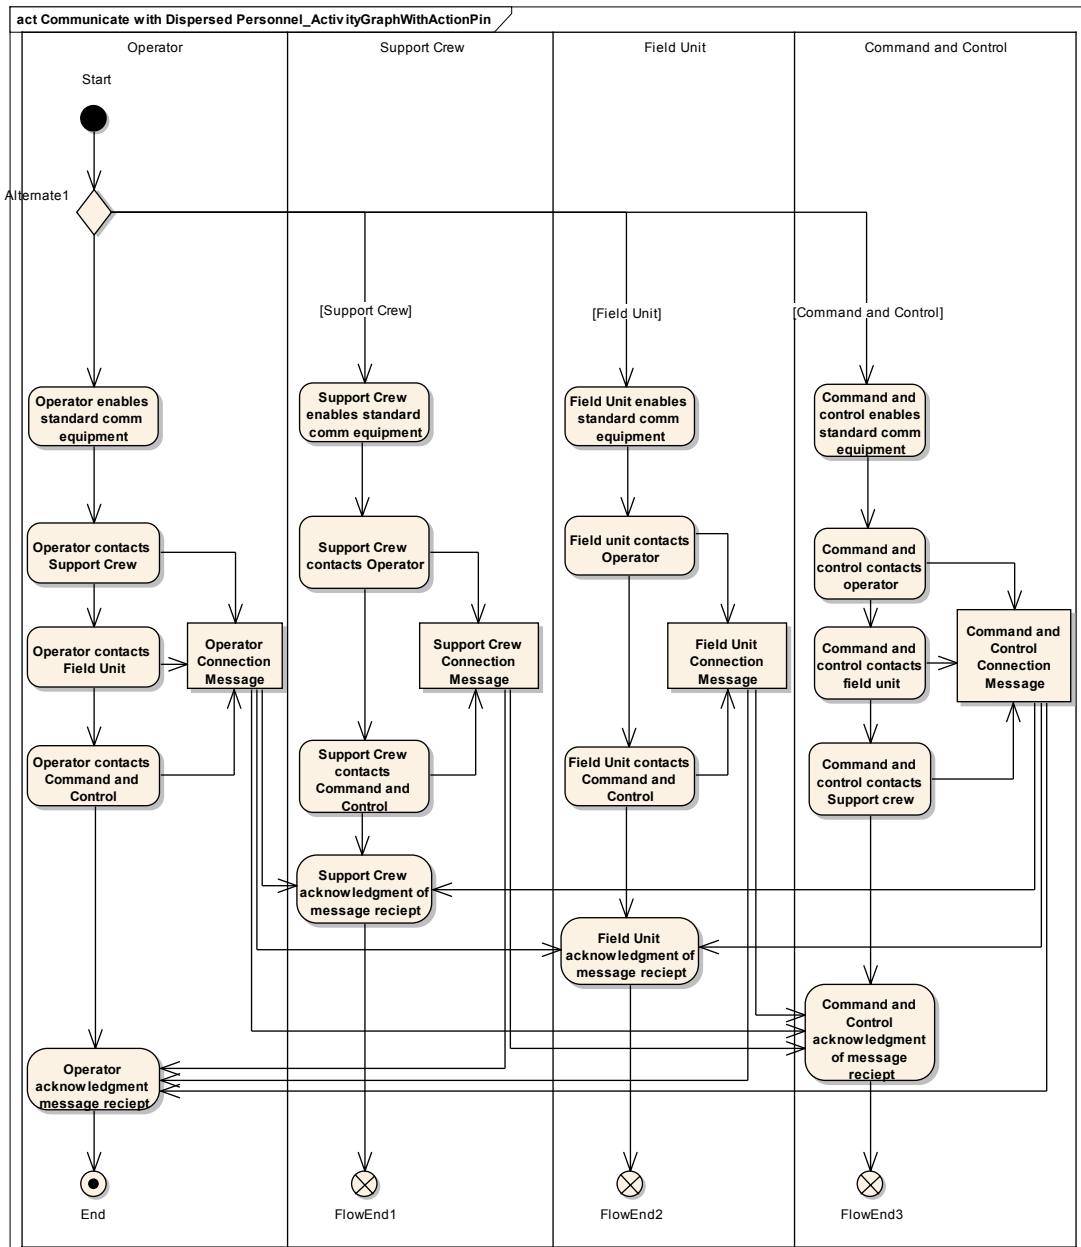 act Communicate with Dispersed Personnel_ActivityGraphWithActionPin
Operator
Support Crew
Field Unit
Command and Control
Start
Alternate1
[Support Crew]
[Field Unit]
[Command and Control]
Operator enables
standard comm
equipment
Support Crew
enables standard
comm equipment
Field Unit enables
standard comm
equipment
Command and
control enables
standard comm
equipment
Operator contacts
Support Crew
Support Crew
contacts Operator
Field unit contacts
Operator
Command and
control contacts
operator
Operator contacts
Field Unit
Operator
Connection
Message
Support Crew
Connection
Message
Field Unit
Connection
Message
Command and
control contacts
field unit
Command and
Control
Connection
Message
Operator contacts
Command and
Control
Support Crew
contacts
Command and
Control
Field Unit contacts
Command and
Control
Command and
control contacts
Support crew
Support Crew
acknowledgment of
message reciept
Field Unit
acknowledgment of
message reciept
Command and
Control
acknowledgment
of message
reciept
Operator
acknowledgment
message reciept
End
FlowEnd1
FlowEnd2
FlowEnd3